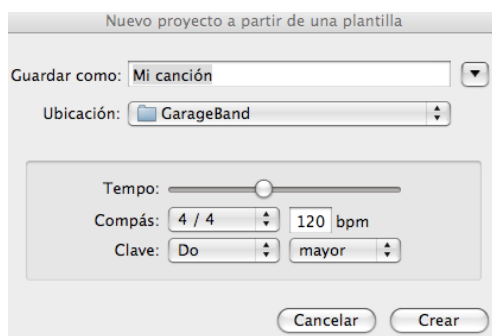 Nuevo proyecto a partir de una plantilla
Guardar como: Mi canción
Ubicación: GarageBand
Tempo:
Compás: 4 / 4 120 bpm
Clave: Do mayor
Cancelar Crear